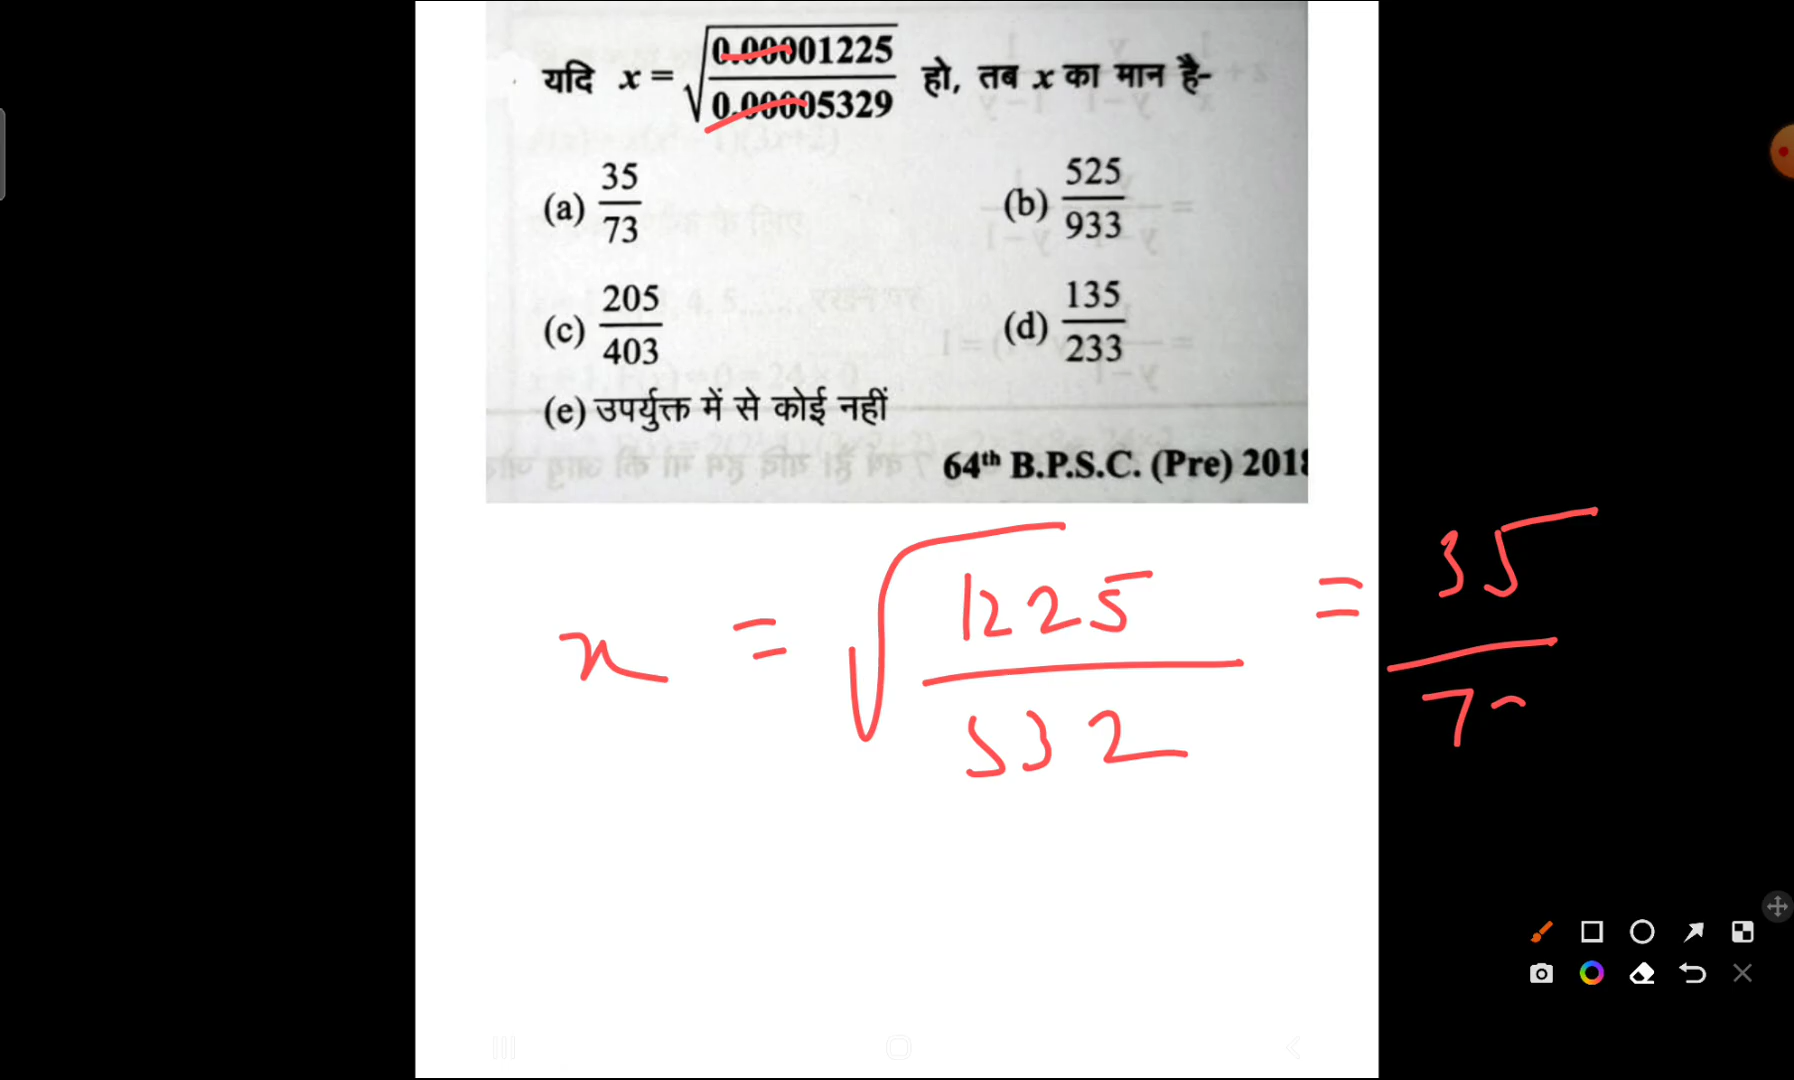 यदि x = √(0.00001225/0.00005329) हो, तब x का मान है-
(a) 35/73 (b) 525/933
(c) 205/403 (d) 135/233
(e) उपर्युक्त में से कोई नहीं
64th B.P.S.C. (Pre) 2018
x = √(1225/532) = 35/7